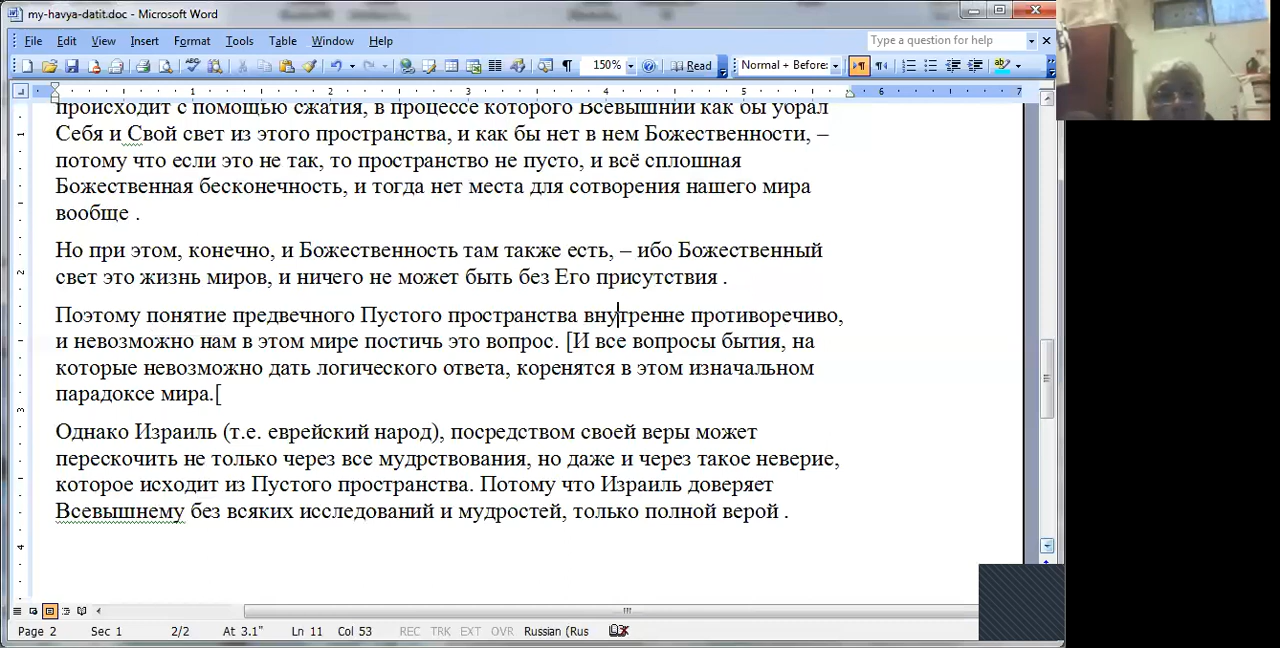 my-havya-datit.doc - Microsoft Word
File Edit View Insert Format Tools Table Window Help Type a question for help
150% Read Normal + Before:
1 2 3 4 5 6 7
происходит с помощью сжатия, в процессе которого Всевышний как бы убрал
Себя и Свой свет из этого пространства, и как бы нет в нем Божественности, –
потому что если это не так, то пространство не пусто, и всё сплошная
Божественная бесконечность, и тогда нет места для сотворения нашего мира
вообще .
Но при этом, конечно, и Божественность там также есть, – ибо Божественный
свет это жизнь миров, и ничего не может быть без Его присутствия .
Поэтому понятие предвечного Пустого пространства внутренне противоречиво,
и невозможно нам в этом мире постичь это вопрос. [И все вопросы бытия, на
которые невозможно дать логического ответа, коренятся в этом изначальном
парадоксе мира.[
Однако Израиль (т.е. еврейский народ), посредством своей веры может
перескочить не только через все мудрствования, но даже и через такое неверие,
которое исходит из Пустого пространства. Потому что Израиль доверяет
Всевышнему без всяких исследований и мудростей, только полной верой .
Page 2 Sec 1 2/2 At 3.1" Ln 11 Col 53 REC TRK EXT OVR Russian (Rus